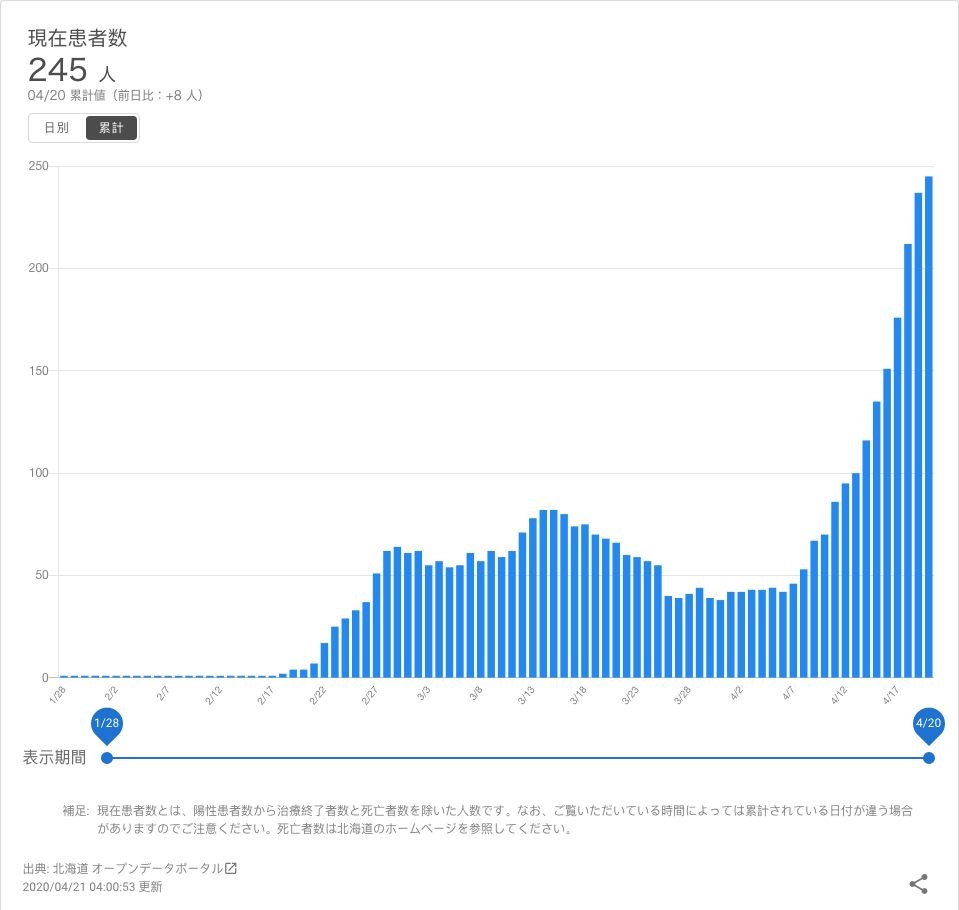 現在患者数
245 人
04/20 累計値（前日比：+8 人）
日別 累計
250
200
150
100
50
0
1/28 2/2 2/7 2/12 2/17 2/22 2/27 3/3 3/8 3/13 3/18 3/23 3/28 4/2 4/7 4/12 4/17
1/28 4/20
表示期間
補足: 現在患者数とは、陽性患者数から治療終了者数と死亡者数を除いた人数です。なお、ご覧いただいている時間によっては累計されている日付が違う場合
がありますのでご注意ください。死亡者数は北海道のホームページを参照してください。
出典: 北海道 オープンデータポータル
2020/04/21 04:00:53 更新